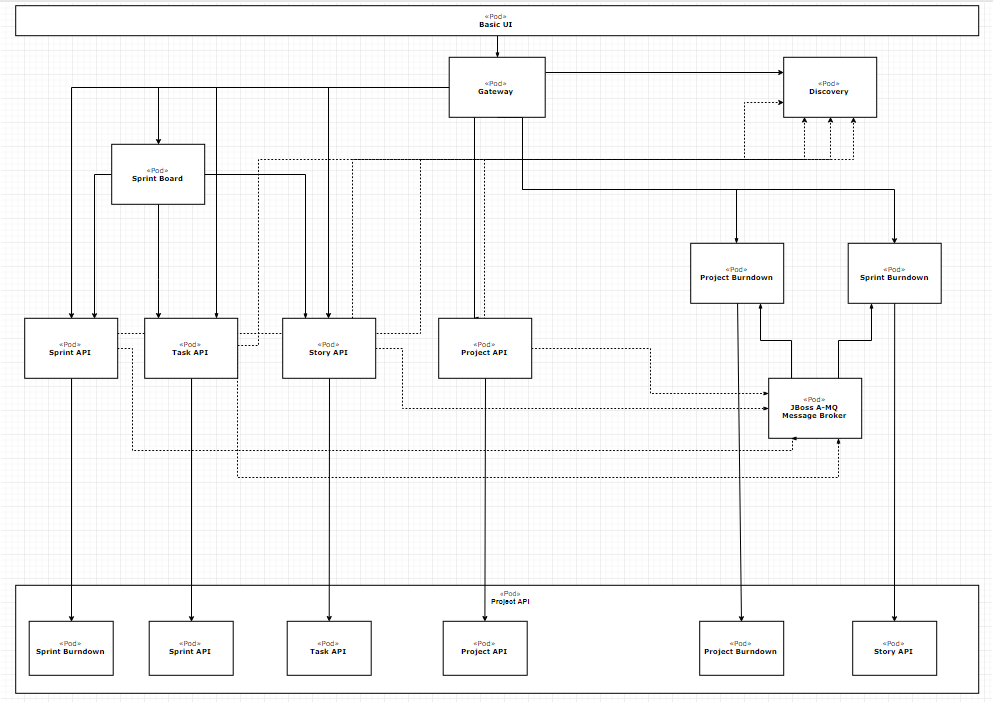 «Pod»
Basic UI
«Pod»
Gateway
«Pod»
Discovery
«Pod»
Sprint Board
«Pod»
Project Burndown
«Pod»
Sprint Burndown
«Pod»
Sprint API
«Pod»
Task API
«Pod»
Story API
«Pod»
Project API
«Pod»
JBoss A-MQ
Message Broker
«Pod»
Project API
«Pod»
Sprint Burndown
«Pod»
Sprint API
«Pod»
Task API
«Pod»
Project API
«Pod»
Project Burndown
«Pod»
Story API